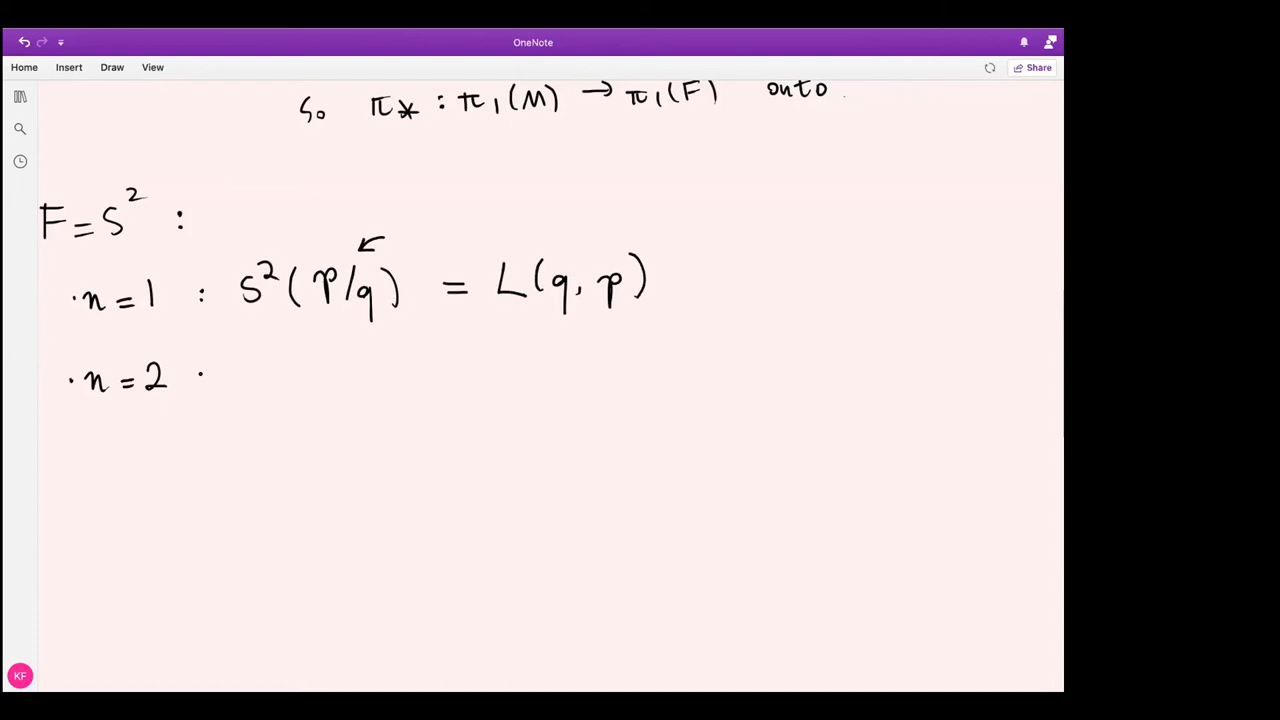 OneNote
Home Insert Draw View Share
So π* : π₁(M) → π₁(F) onto
F = S² :
· n = 1 : S²(p/q) = L(q, p)
· n = 2 ·
KF